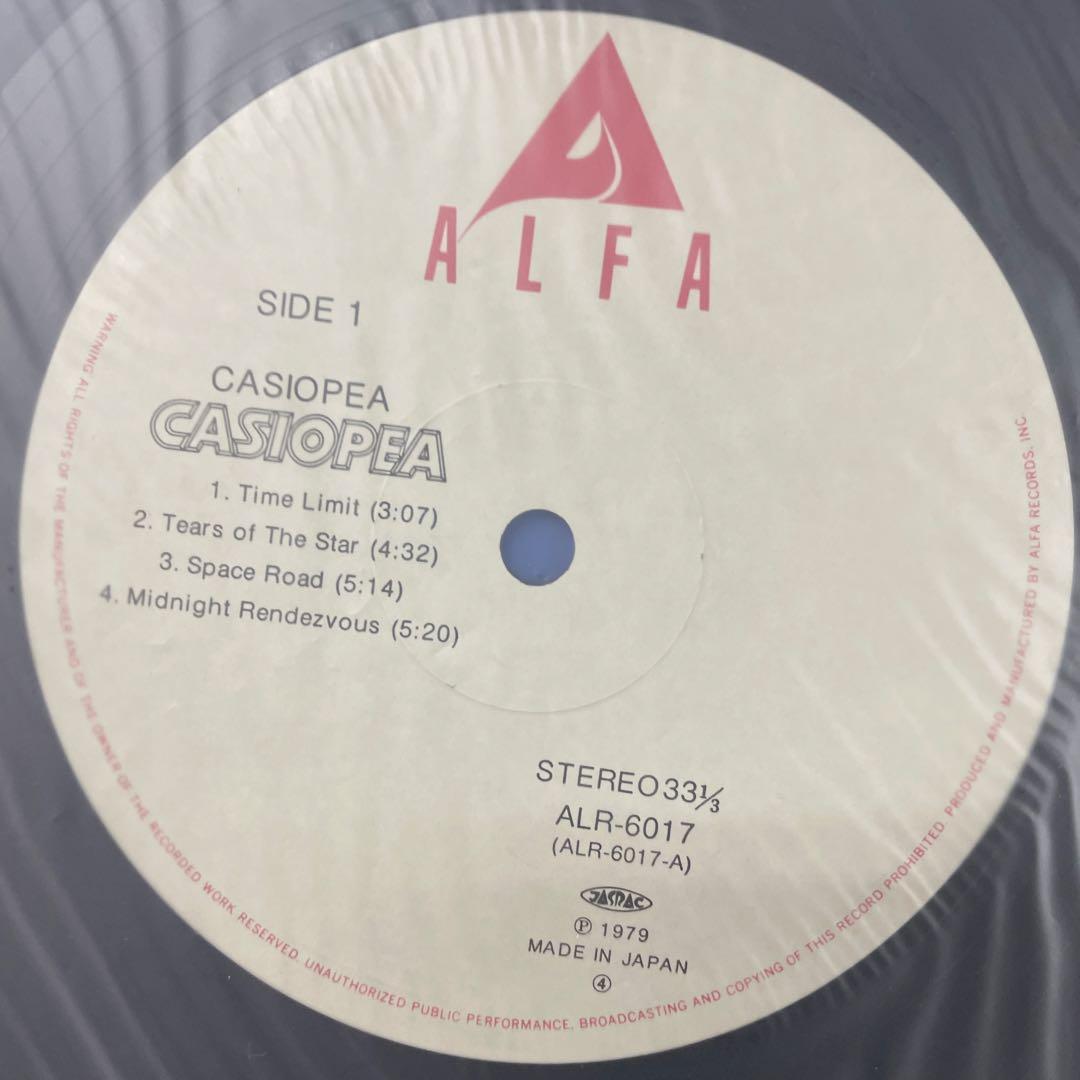 ALFA
SIDE 1
CASIOPEA
CASIOPEA
1. Time Limit (3:07)
2. Tears of The Star (4:32)
3. Space Road (5:14)
4. Midnight Rendezvous (5:20)
STEREO 33⅓
ALR-6017
(ALR-6017-A)
JASRAC
℗ 1979
MADE IN JAPAN
④
WARNING ALL RIGHTS OF THE MANUFACTURER AND OF THE OWNER OF THE RECORDED WORK RESERVED. UNAUTHORIZED PUBLIC PERFORMANCE, BROADCASTING AND COPYING OF THIS RECORD PROHIBITED. PRODUCED AND MANUFACTURED BY ALFA RECORDS, INC.